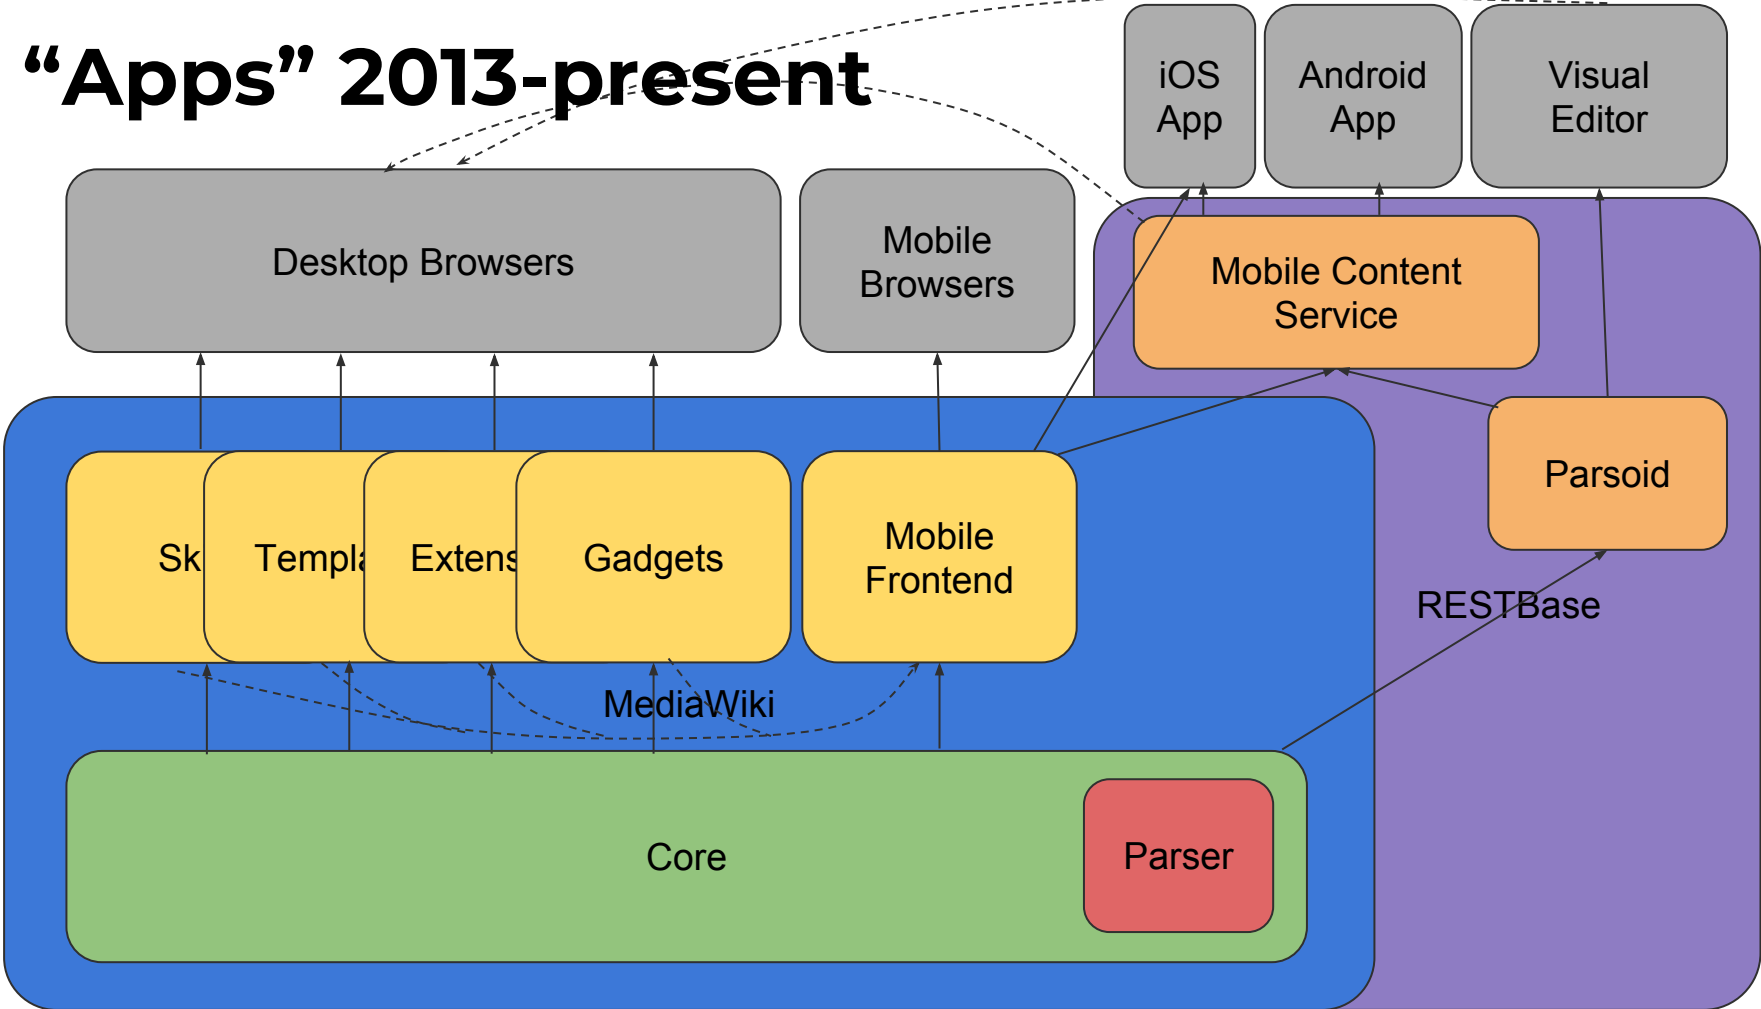 “Apps” 2013-present
iOS
App
Android
App
Visual
Editor
Desktop Browsers
Mobile
Browsers
Mobile Content
Service
Sk
Templa
Extens
Gadgets
Mobile
Frontend
Parsoid
RESTBase
MediaWiki
Core
Parser